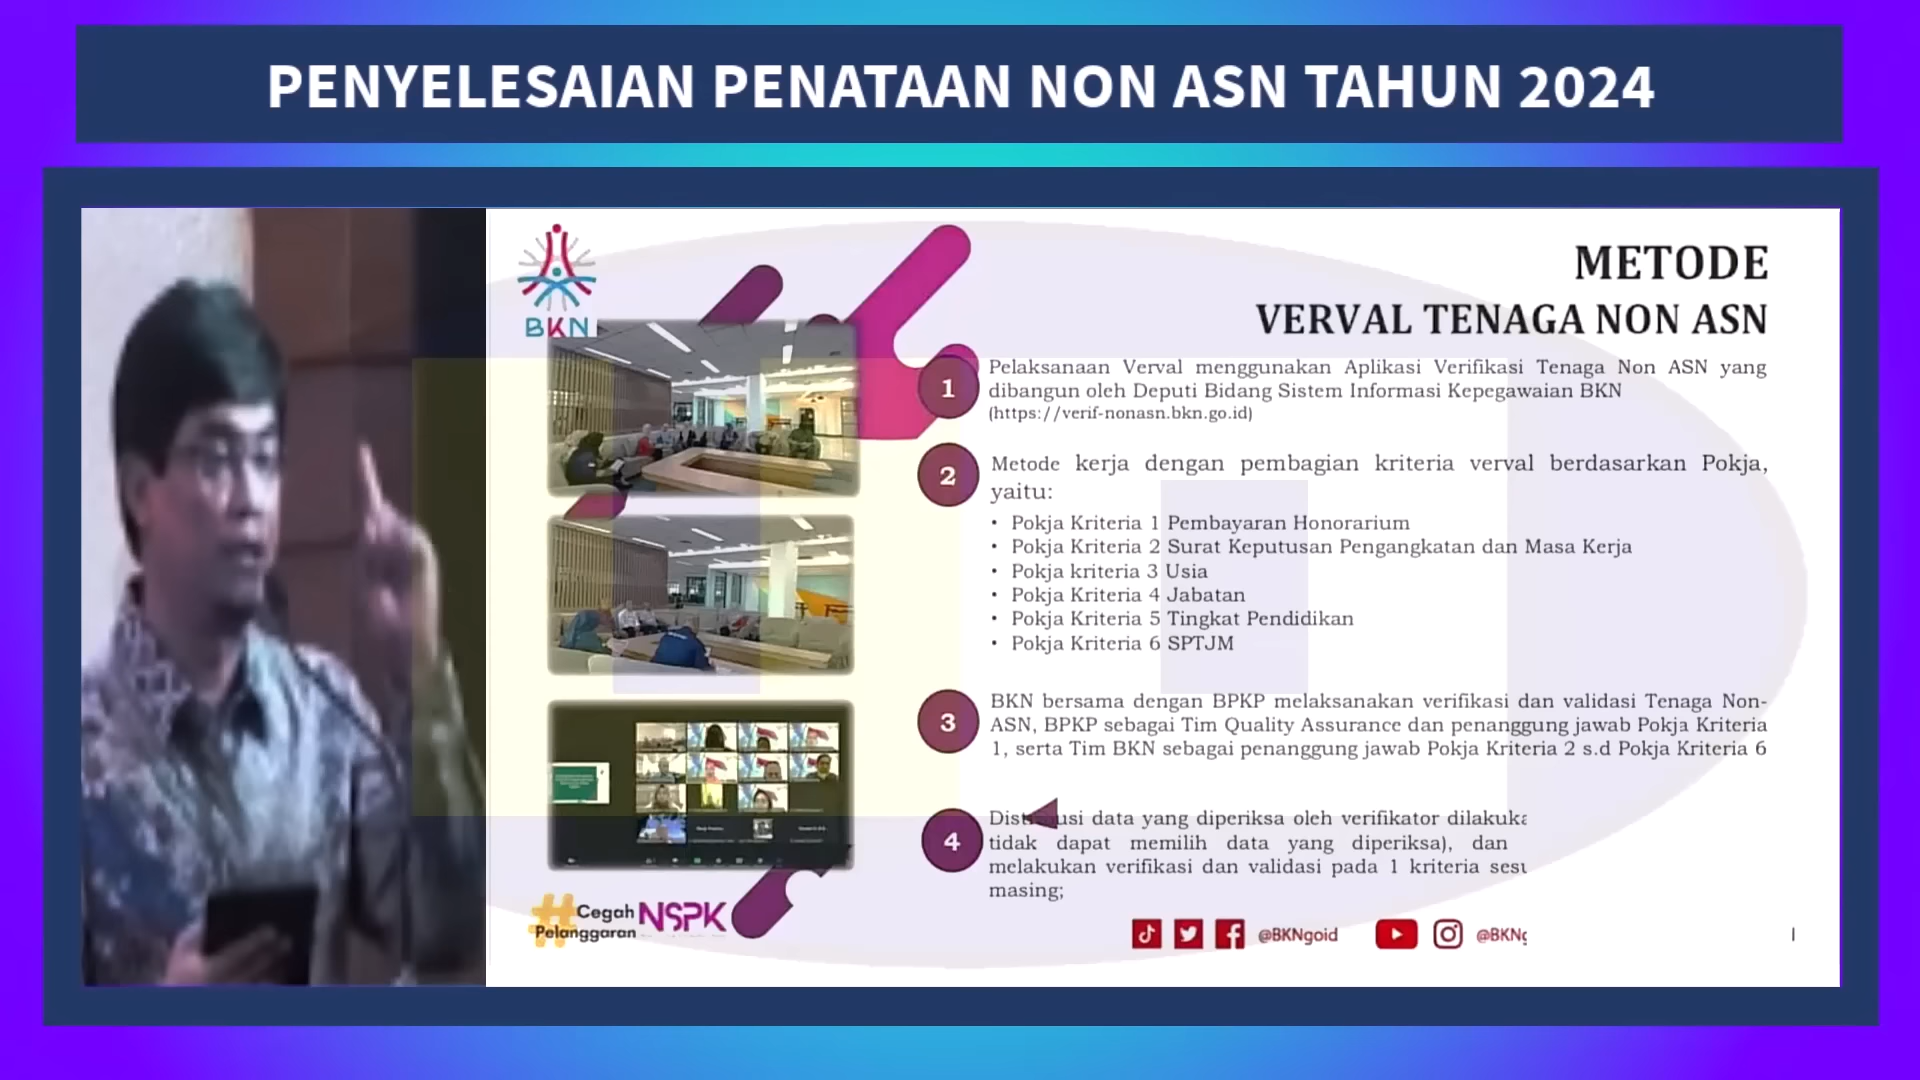 PENYELESAIAN PENATAAN NON ASN TAHUN 2024
BKN
METODE
VERVAL TENAGA NON ASN
1
Pelaksanaan Verval menggunakan Aplikasi Verifikasi Tenaga Non ASN yang
dibangun oleh Deputi Bidang Sistem Informasi Kepegawaian BKN
(https://verif-nonasn.bkn.go.id)
2
Metode kerja dengan pembagian kriteria verval berdasarkan Pokja,
yaitu:
• Pokja Kriteria 1 Pembayaran Honorarium
• Pokja Kriteria 2 Surat Keputusan Pengangkatan dan Masa Kerja
• Pokja kriteria 3 Usia
• Pokja Kriteria 4 Jabatan
• Pokja Kriteria 5 Tingkat Pendidikan
• Pokja Kriteria 6 SPTJM
3
BKN bersama dengan BPKP melaksanakan verifikasi dan validasi Tenaga Non-
ASN, BPKP sebagai Tim Quality Assurance dan penanggung jawab Pokja Kriteria
1, serta Tim BKN sebagai penanggung jawab Pokja Kriteria 2 s.d Pokja Kriteria 6
4
data yang diperiksa oleh verifikator
tidak dapat memilih data yang diperiksa), dan
melakukan verifikasi dan validasi pada 1 kriteria
masing;
#Cegah
Pelanggaran NSPK
@BKNgoid